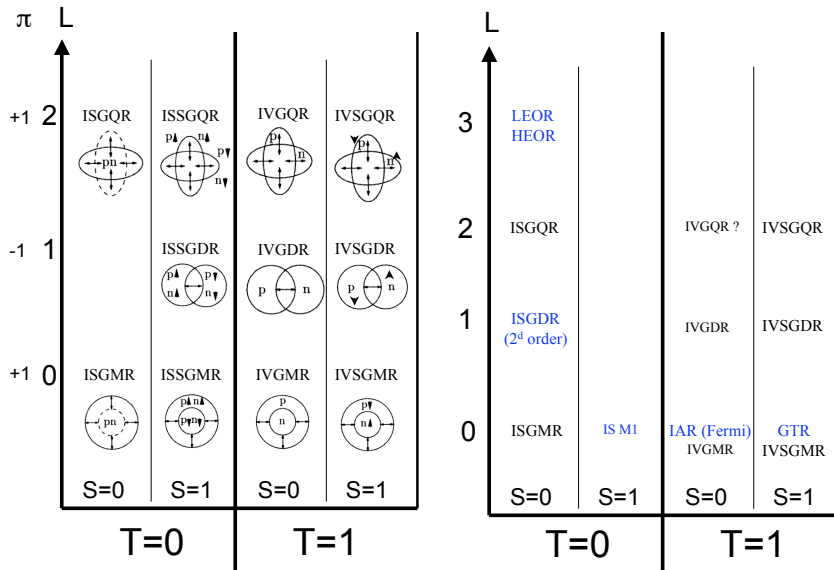 π L
+1 2 ISGQR ISSGQR IVGQR IVSGQR
pn
p n p n
p n
p n
-1 1 ISSGDR IVGDR IVSGDR
p p n n
p n
p n
+1 0 ISGMR ISSGMR IVGMR IVSGMR
pn
p n p n
p n
p n
S=0 S=1 S=0 S=1
T=0 T=1
L
3 LEOR
HEOR
2 ISGQR IVGQR ? IVSGQR
1 ISGDR IVGDR IVSGDR
(2ᵈ order)
0 ISGMR IS M1 IAR (Fermi) GTR
IVGMR IVSGMR
S=0 S=1 S=0 S=1
T=0 T=1